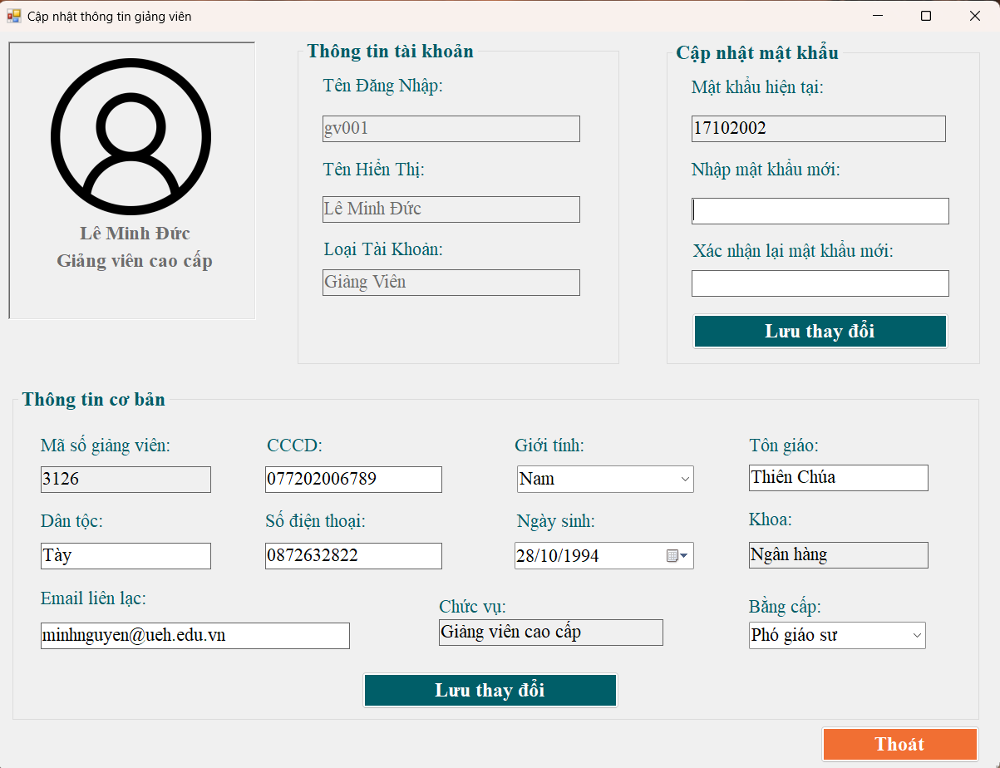 Cập nhật thông tin giảng viên
Lê Minh Đức
Giảng viên cao cấp
Thông tin tài khoản
Tên Đăng Nhập:
gv001
Tên Hiển Thị:
Lê Minh Đức
Loại Tài Khoản:
Giảng Viên
Cập nhật mật khẩu
Mật khẩu hiện tại:
17102002
Nhập mật khẩu mới:
Xác nhận lại mật khẩu mới:
Lưu thay đổi
Thông tin cơ bản
Mã số giảng viên:
3126
CCCD:
077202006789
Giới tính:
Nam
Tôn giáo:
Thiên Chúa
Dân tộc:
Tày
Số điện thoại:
0872632822
Ngày sinh:
28/10/1994
Khoa:
Ngân hàng
Email liên lạc:
minhnguyen@ueh.edu.vn
Chức vụ:
Giảng viên cao cấp
Bằng cấp:
Phó giáo sư
Lưu thay đổi
Thoát